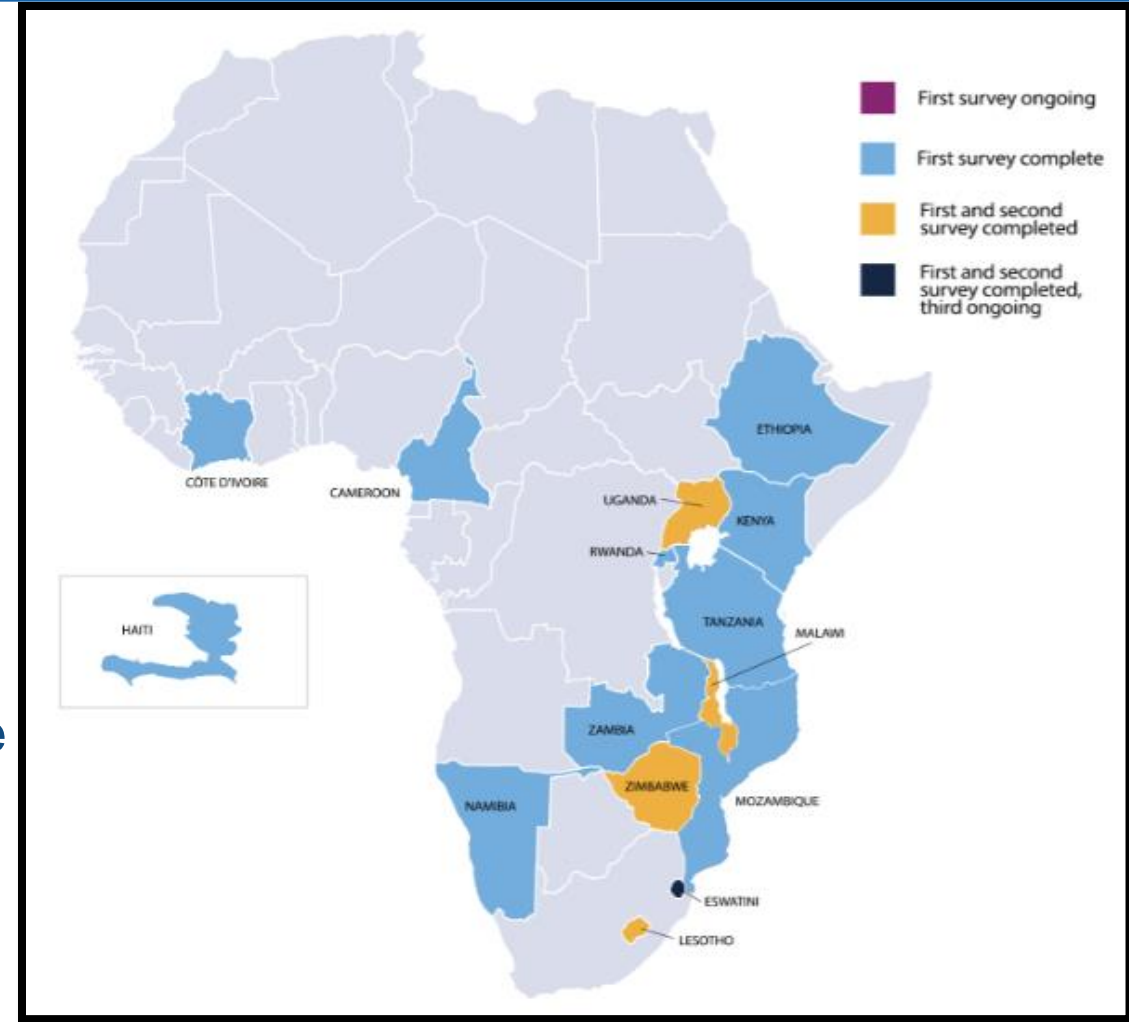 First survey ongoing
First survey complete
First and second
survey completed
First and second
survey completed,
third ongoing
ETHIOPIA
CÔTE D'IVOIRE
CAMEROON
UGANDA
KENYA
RWANDA
HAITI
TANZANIA
MALAWI
ZAMBIA
ZIMBABWE
NAMIBIA
MOZAMBIQUE
ESWATINI
LESOTHO
e